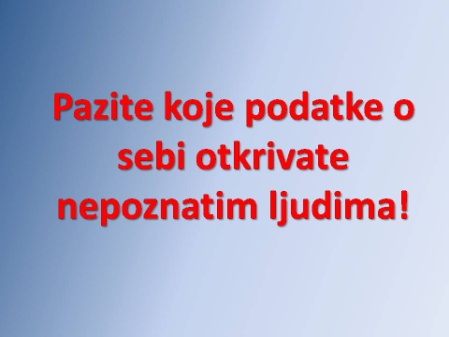 Pazite koje podatke o
sebi otkrivate
nepoznatim ljudima!